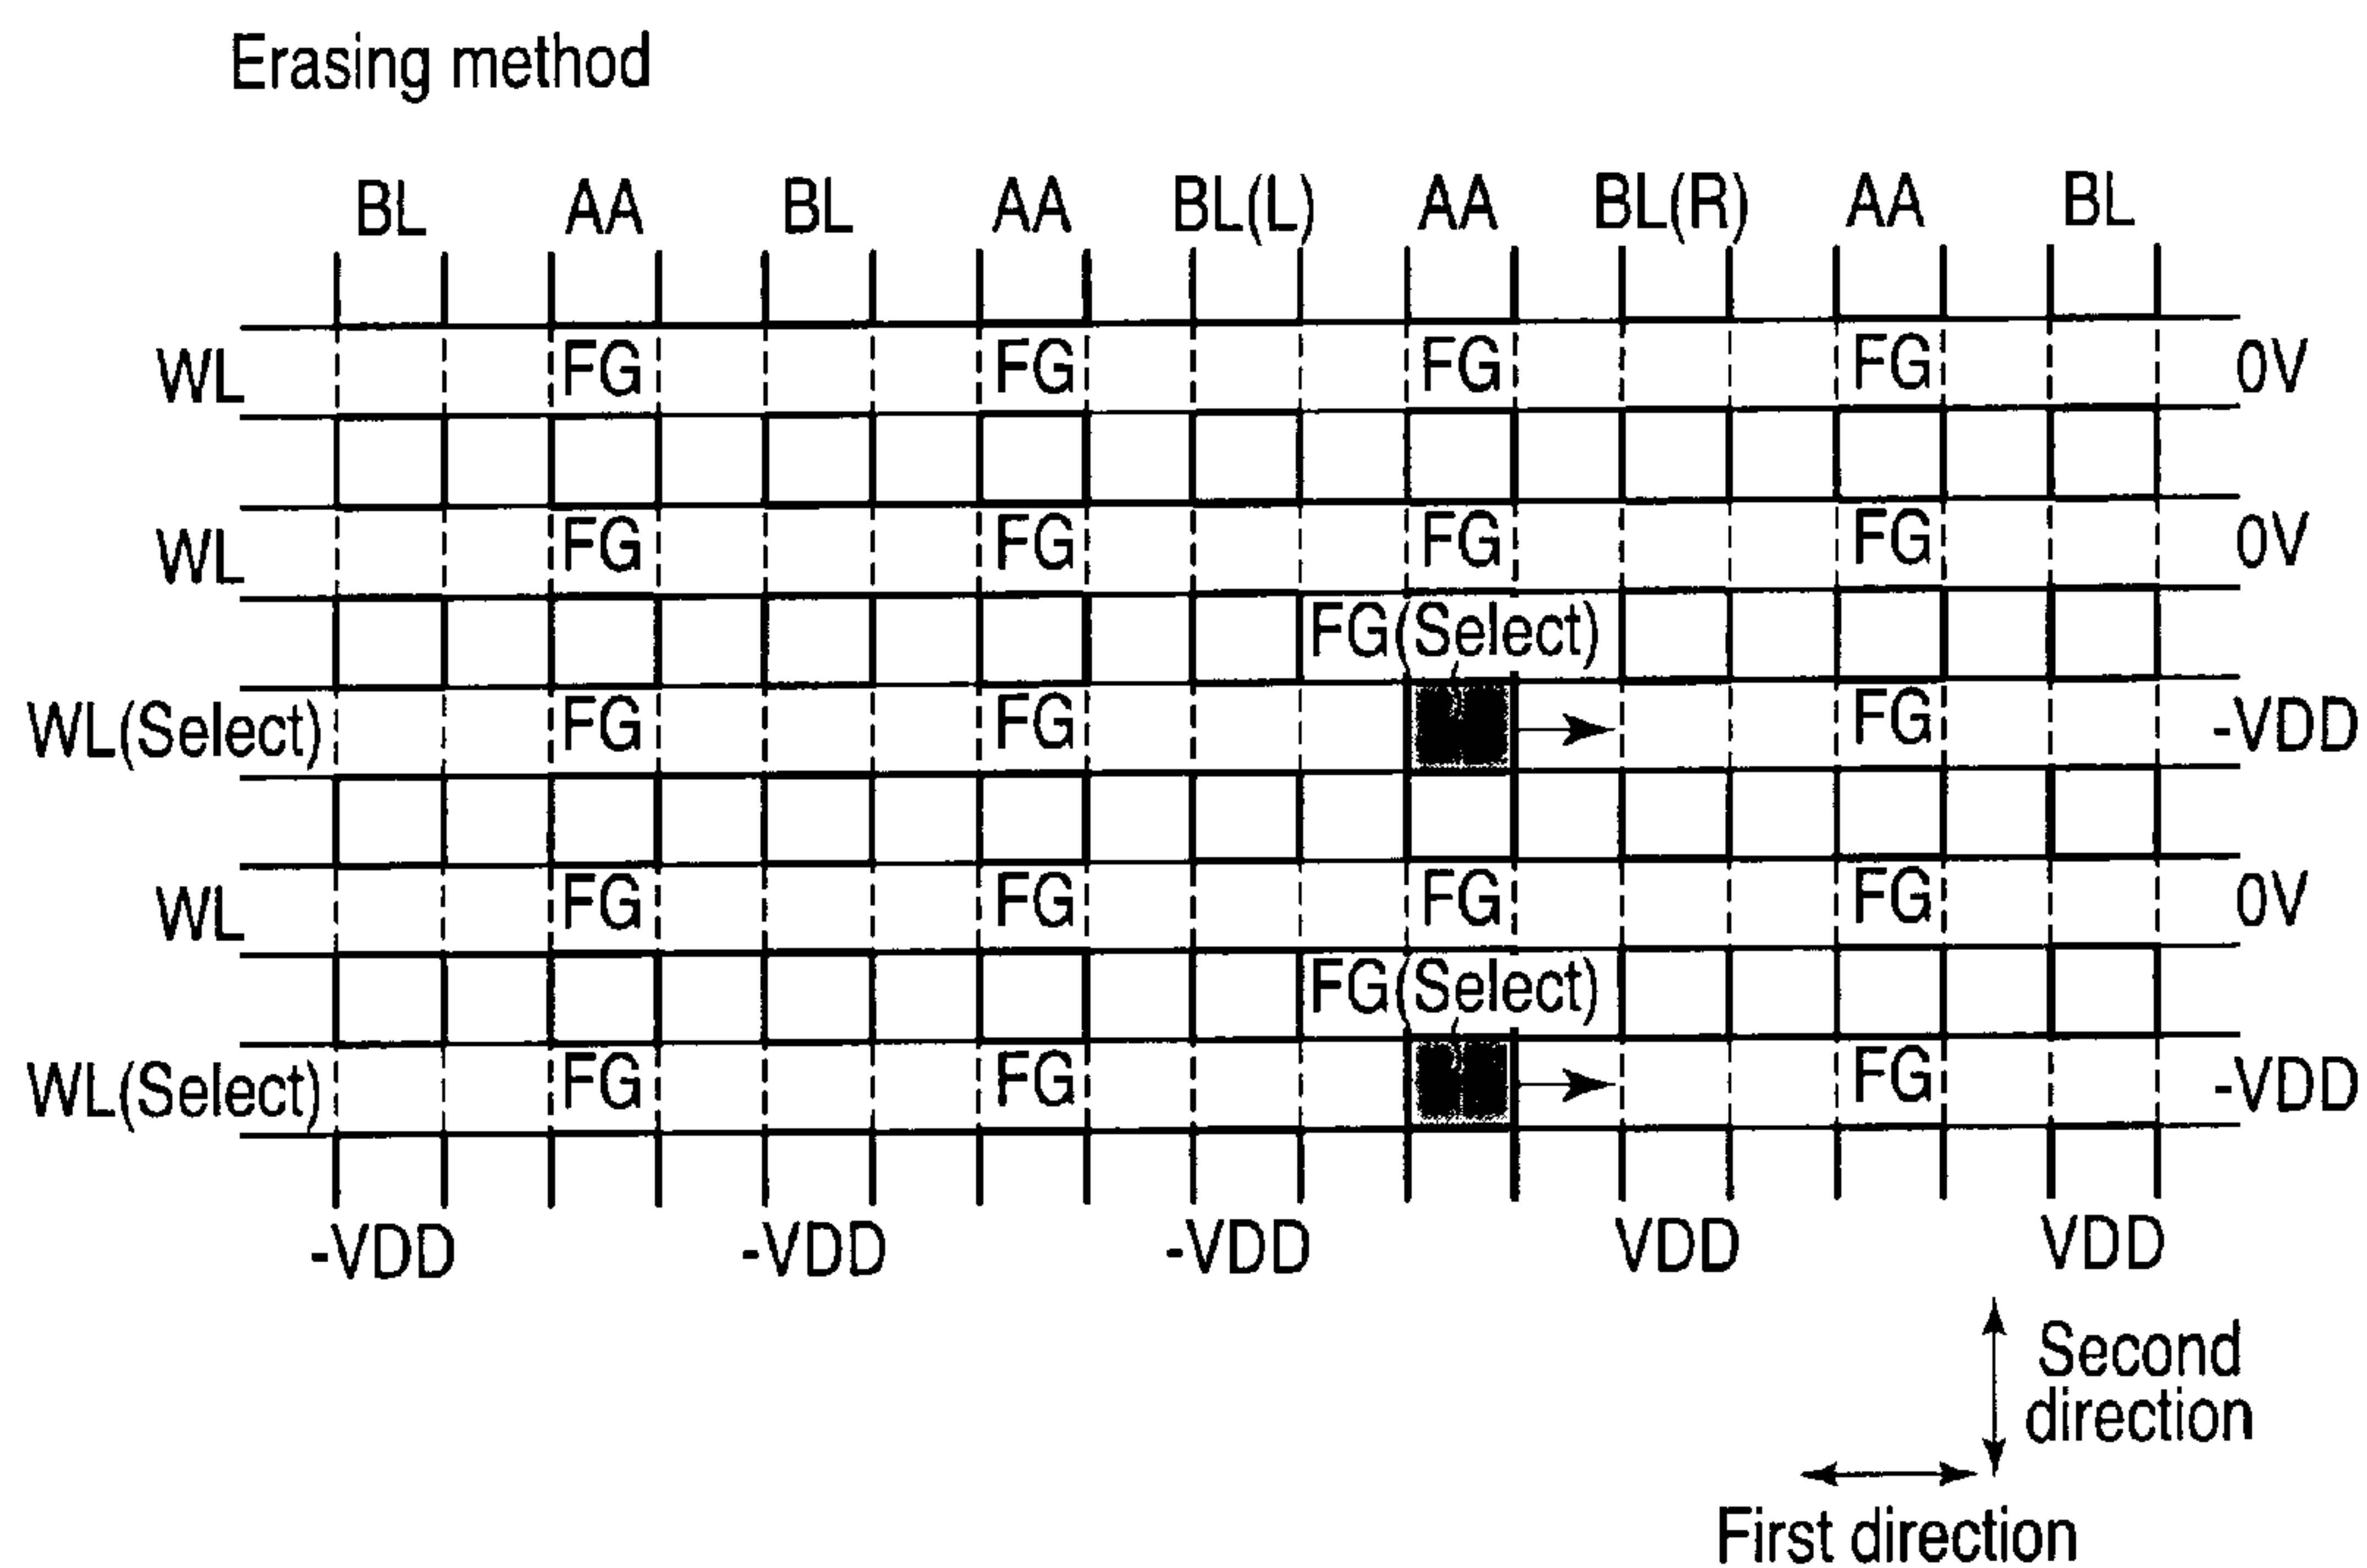 Erasing method
BL AA BL AA BL(L) AA BL(R) AA BL
WL FG FG FG FG 0V
WL FG FG FG FG 0V
FG(Select)
WL(Select) FG FG FG -VDD
WL FG FG FG FG 0V
FG(Select)
WL(Select) FG FG FG -VDD
-VDD -VDD -VDD VDD VDD
Second
direction
First direction